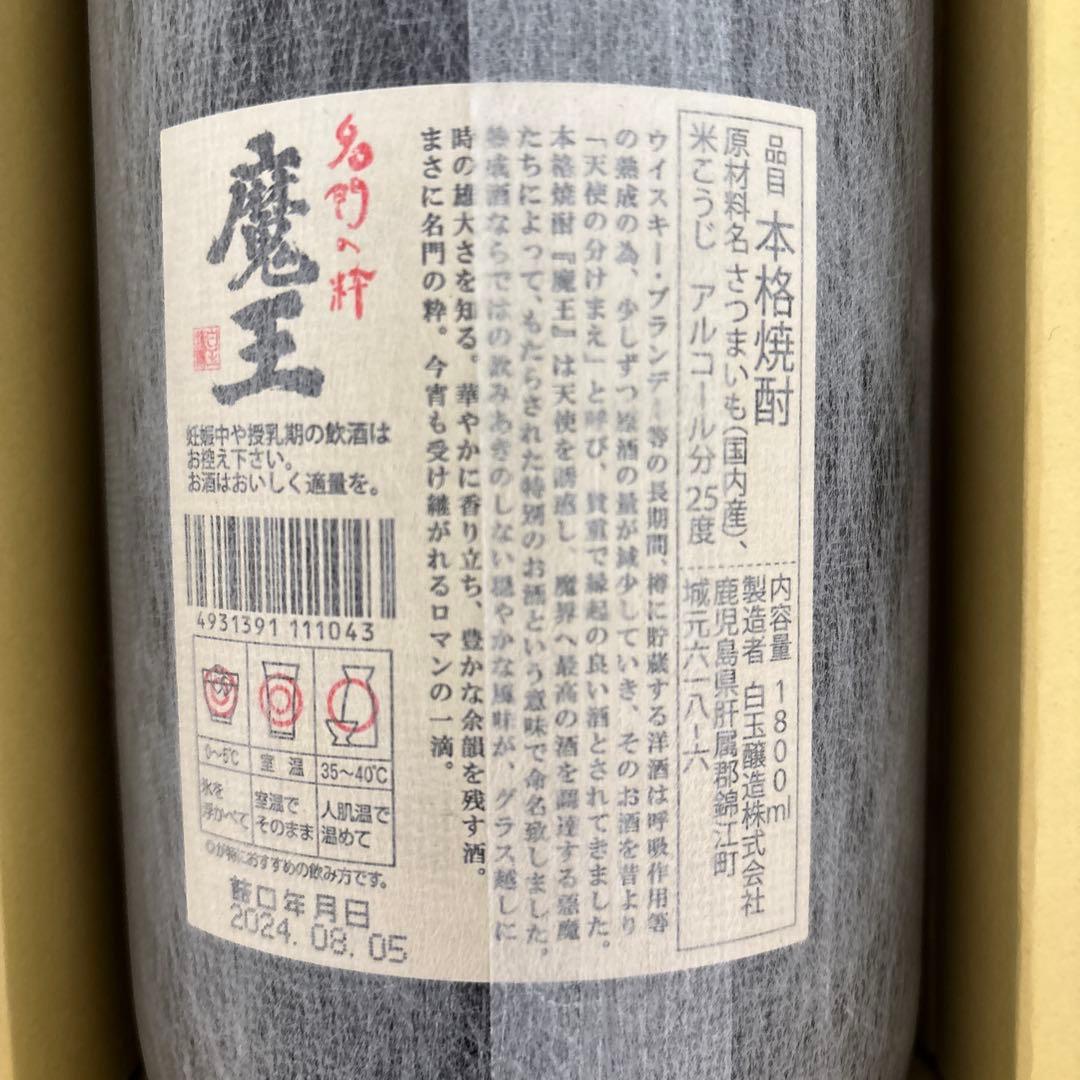 品目 本格焼酎
原材料名 さつまいも(国内産)、
米こうじ アルコール分25度
内容量 1800ml
製造者 白玉醸造株式会社
鹿児島県肝属郡錦江町
城元六一八-六
ウイスキー・ブランデー等の長期間、樽に貯蔵する洋酒は呼吸作用等
の熟成の為、少しずつ原酒の量が減少していき、そのお酒を昔より
「天使の分けまえ」と呼び、貴重で縁起の良い酒とされてきました。
本格焼酎『魔王』は天使を誘惑し、魔界へ最高の酒を調達する悪魔
たちによって、もたらされた特別のお酒という意味で命名致しました。
熟成酒ならではの飲みあきのしない穏やかな風味が、グラス越しに
時の雄大さを知る。華やかに香り立ち、豊かな余韻を残す酒。
まさに名門の粋。今宵も受け継がれるロマンの一滴。
名門の粋
魔王
妊娠中や授乳期の飲酒は
お控え下さい。
お酒はおいしく適量を。
4931391 111043
0〜5℃ 室温 35〜40℃
氷を浮かべて 室温でそのまま 人肌温で温めて
◎が特におすすめの飲み方です。
詰口年月日
2024.08.05